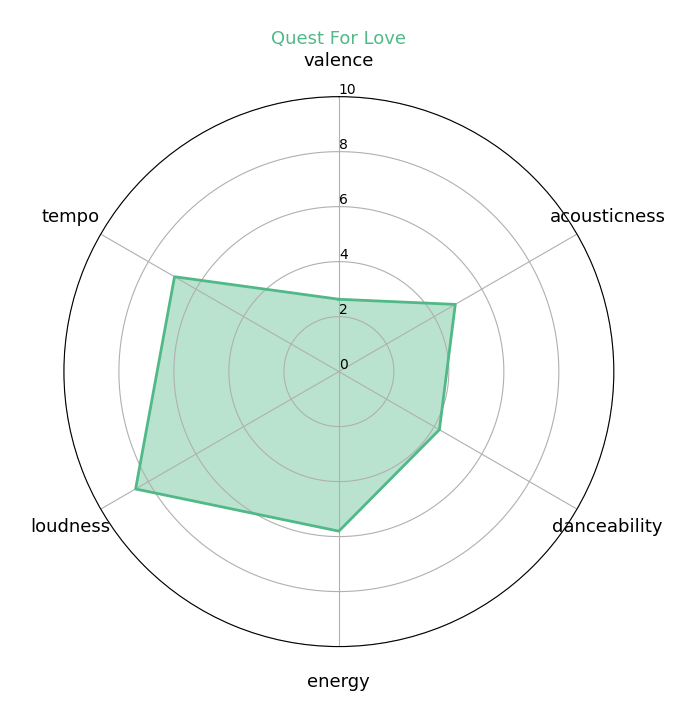 Quest For Love
valence
10
8
6
4
2
0
tempo
acousticness
loudness
danceability
energy